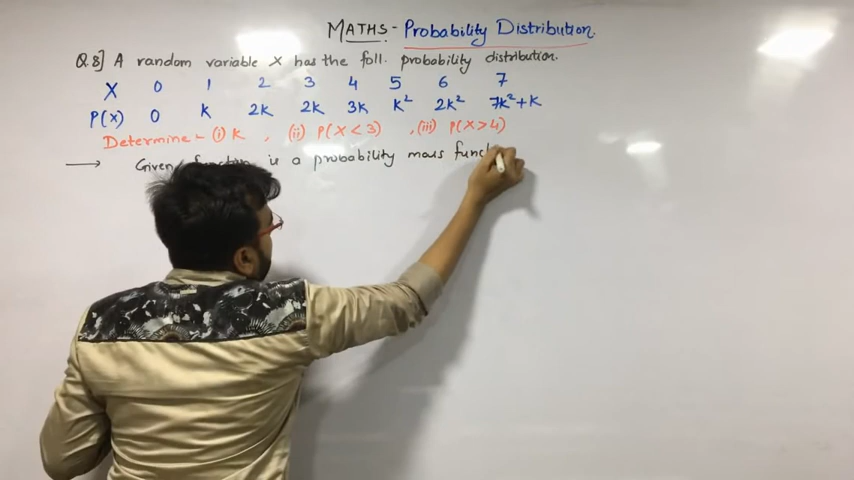 MATHS - Probability Distribution.
Q.8] A random variable X has the foll. probability distribution.
X 0 1 2 3 4 5 6 7
P(X) 0 K 2K 2K 3K K² 2K² 7K²+K
Determine - (i) K , (ii) P(X < 3) , (iii) P(X > 4)
→ Given function is a probability mass funct